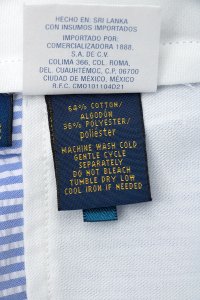 HECHO EN SRI LANKA
CON INSUMOS IMPORTADOS
IMPORTADO POR:
COMERCIALIZADORA 1888,
S.A. DE C.V.
COLIMA 366, COL. ROMA,
DEL. CUAUHTEMOC, C.P. 06700
CIUDAD DE MEXICO, MEXICO
R.F.C. CMO101104D21
64% COTTON/
ALGODÓN
36% POLYESTER/
poliéster
MACHINE WASH COLD
GENTLE CYCLE
SEPARATELY
DO NOT BLEACH
TUMBLE DRY LOW
COOL IRON IF NEEDED